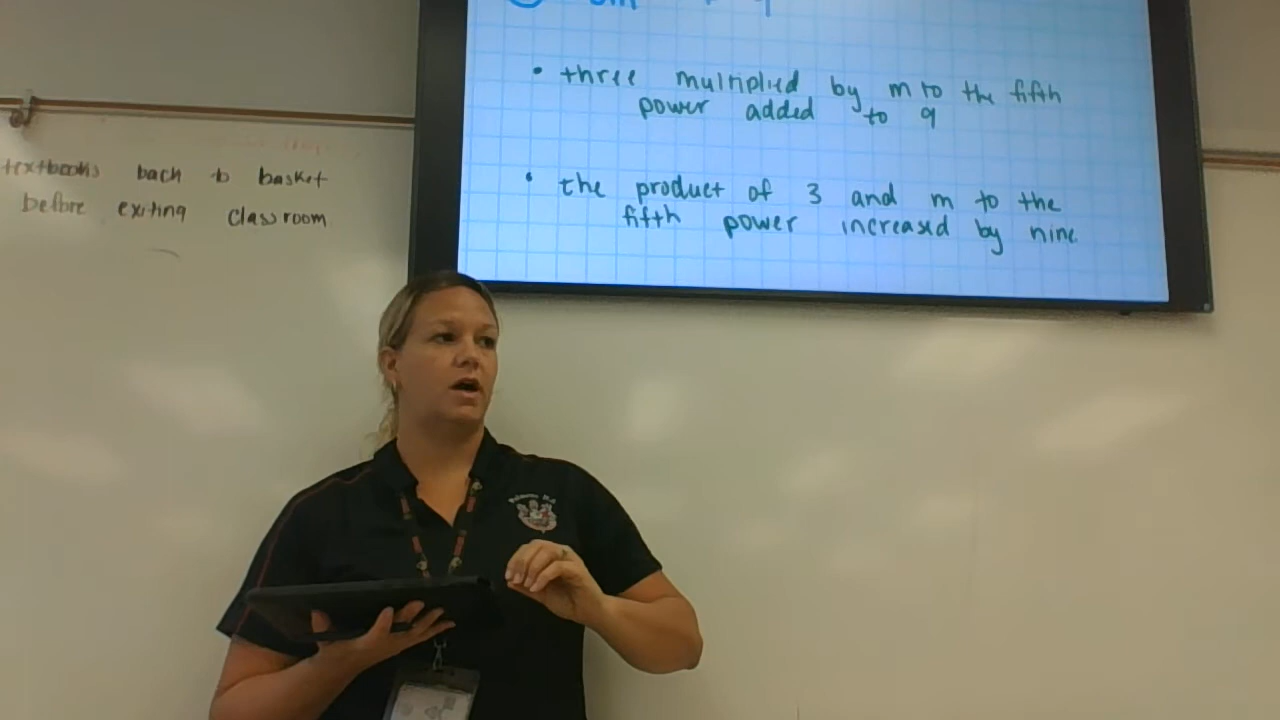 • three multiplied by m to the fifth
power added to 9
• the product of 3 and m to the
fifth power increased by nine
textbooks back to basket
before exiting classroom